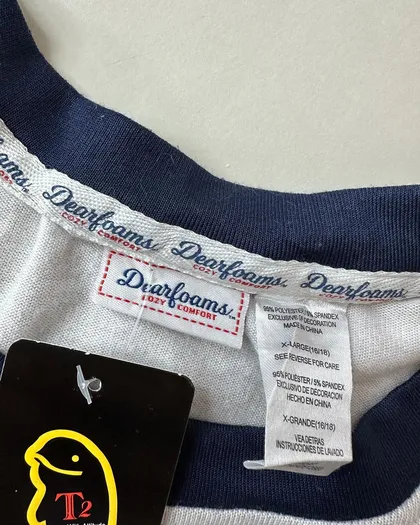 Dearfoams
COZY COMFORT
Dearfoams
COZY COMFORT
Dearfoams
Dearfoams
COZY COMFORT
95% POLYESTER/5% SPANDEX
EXCLUSIVE OF DECORATION
MADE IN CHINA
X-LARGE(16/18)
SEE REVERSE FOR CARE
95% POLIÉSTER / 5% SPANDEX
EXCLUSIVO DE DECORACION
HECHO EN CHINA
X-GRANDE(16/18)
VEA DETRAS
INSTRUCCIONES DE LAVADO
T2